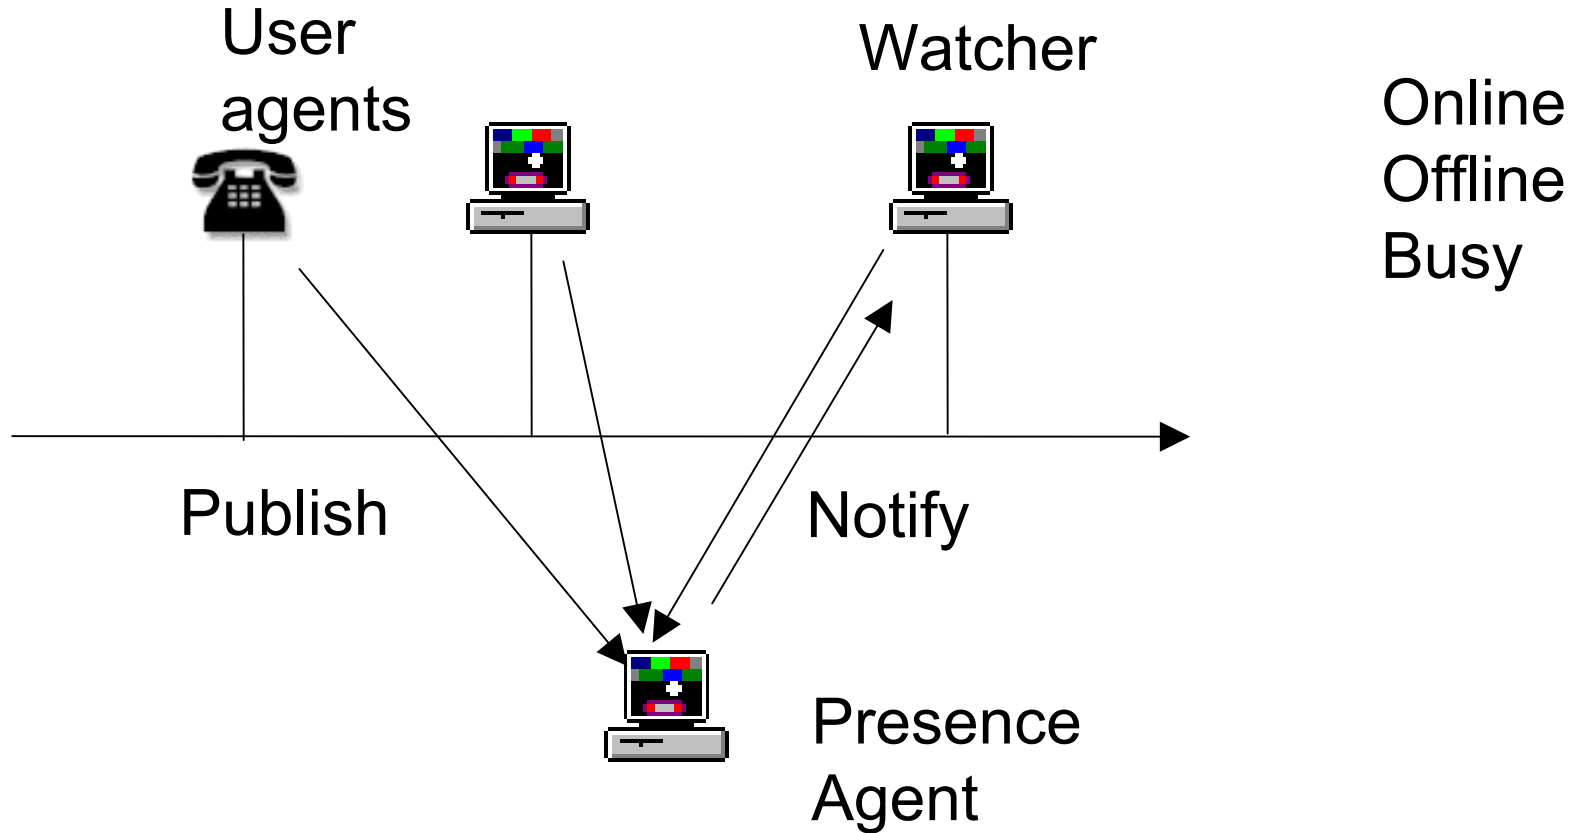 User
agents
Watcher
Online
Offline
Busy
Publish
Notify
Presence
Agent